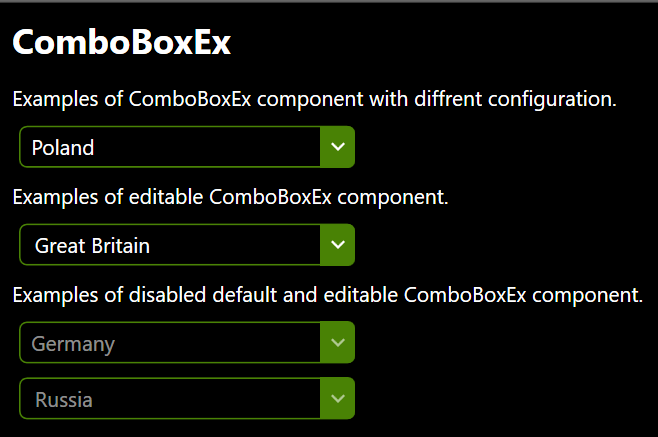 ComboBoxEx
Examples of ComboBoxEx component with diffrent configuration.
Poland
Examples of editable ComboBoxEx component.
Great Britain
Examples of disabled default and editable ComboBoxEx component.
Germany
Russia